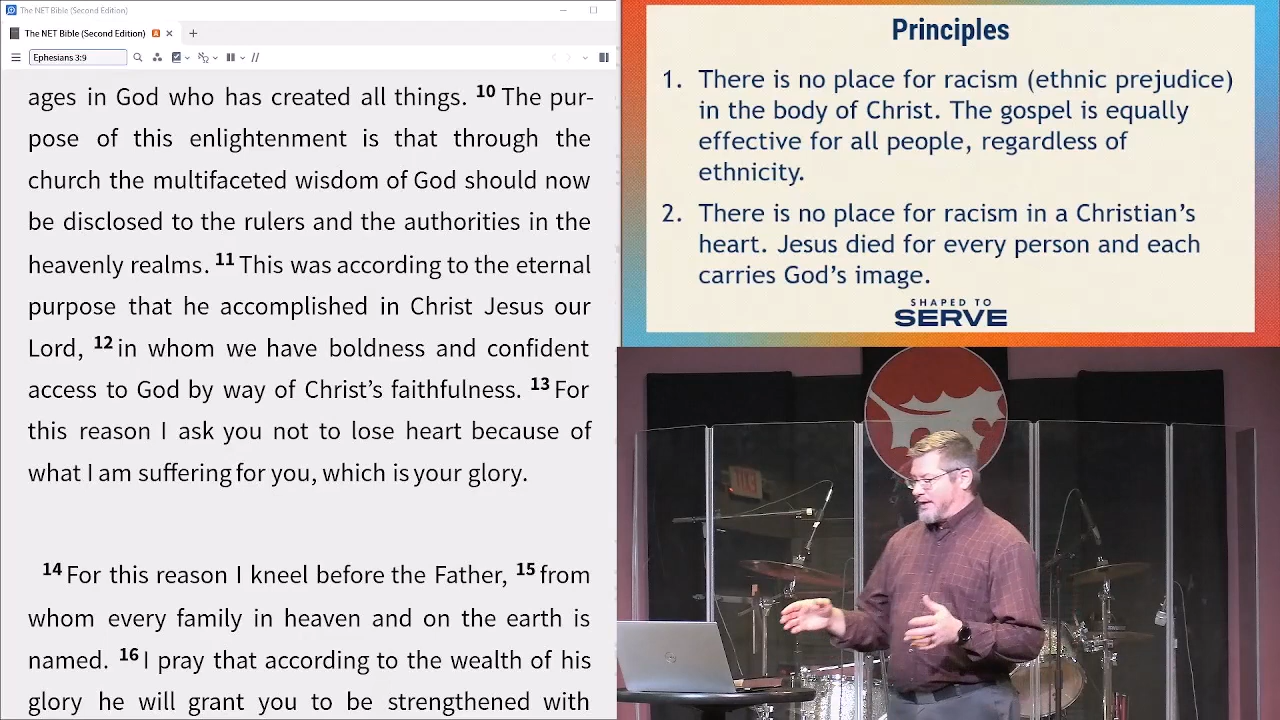 The NET Bible (Second Edition)
The NET Bible (Second Edition) A
Ephesians 3:9
ages in God who has created all things. 10 The pur-
pose of this enlightenment is that through the
church the multifaceted wisdom of God should now
be disclosed to the rulers and the authorities in the
heavenly realms. 11 This was according to the eternal
purpose that he accomplished in Christ Jesus our
Lord, 12 in whom we have boldness and confident
access to God by way of Christ’s faithfulness. 13 For
this reason I ask you not to lose heart because of
what I am suffering for you, which is your glory.
14 For this reason I kneel before the Father, 15 from
whom every family in heaven and on the earth is
named. 16 I pray that according to the wealth of his
glory he will grant you to be strengthened with
Principles
1. There is no place for racism (ethnic prejudice)
in the body of Christ. The gospel is equally
effective for all people, regardless of
ethnicity.
2. There is no place for racism in a Christian’s
heart. Jesus died for every person and each
carries God’s image.
SHAPED TO
SERVE
EXIT